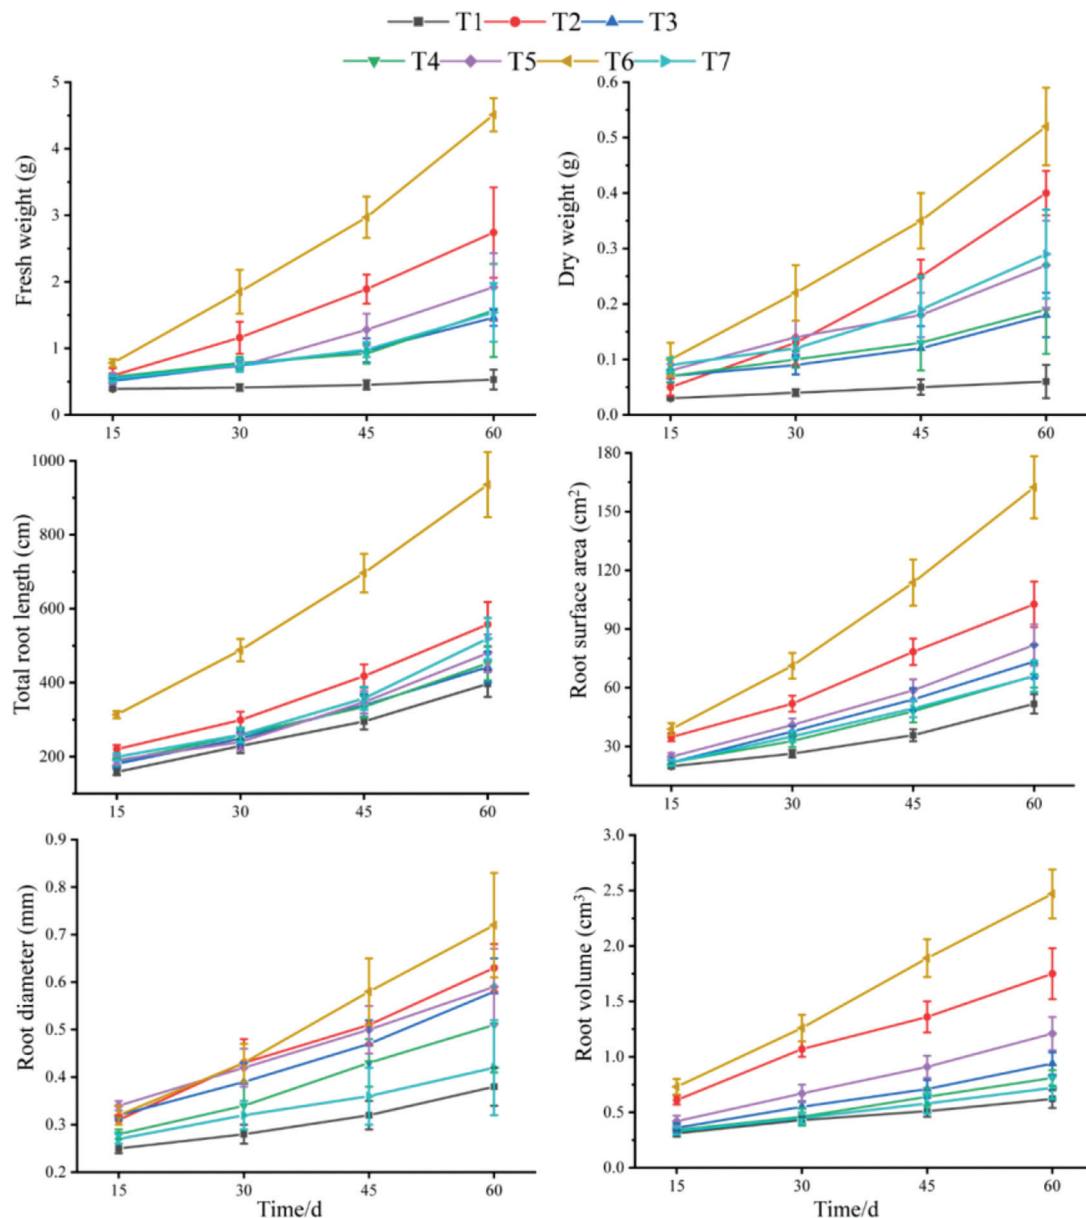 T1 T2 T3
T4 T5 T6 T7
Fresh weight (g)
5
4
3
2
1
0
15 30 45 60
Dry weight (g)
0.6
0.5
0.4
0.3
0.2
0.1
0.0
15 30 45 60
Total root length (cm)
1000
800
600
400
200
15 30 45 60
Root surface area (cm²)
180
150
120
90
60
30
15 30 45 60
Root diameter (mm)
0.9
0.8
0.7
0.6
0.5
0.4
0.3
0.2
15 30 45 60
Time/d
Root volume (cm³)
3.0
2.5
2.0
1.5
1.0
0.5
0.0
15 30 45 60
Time/d